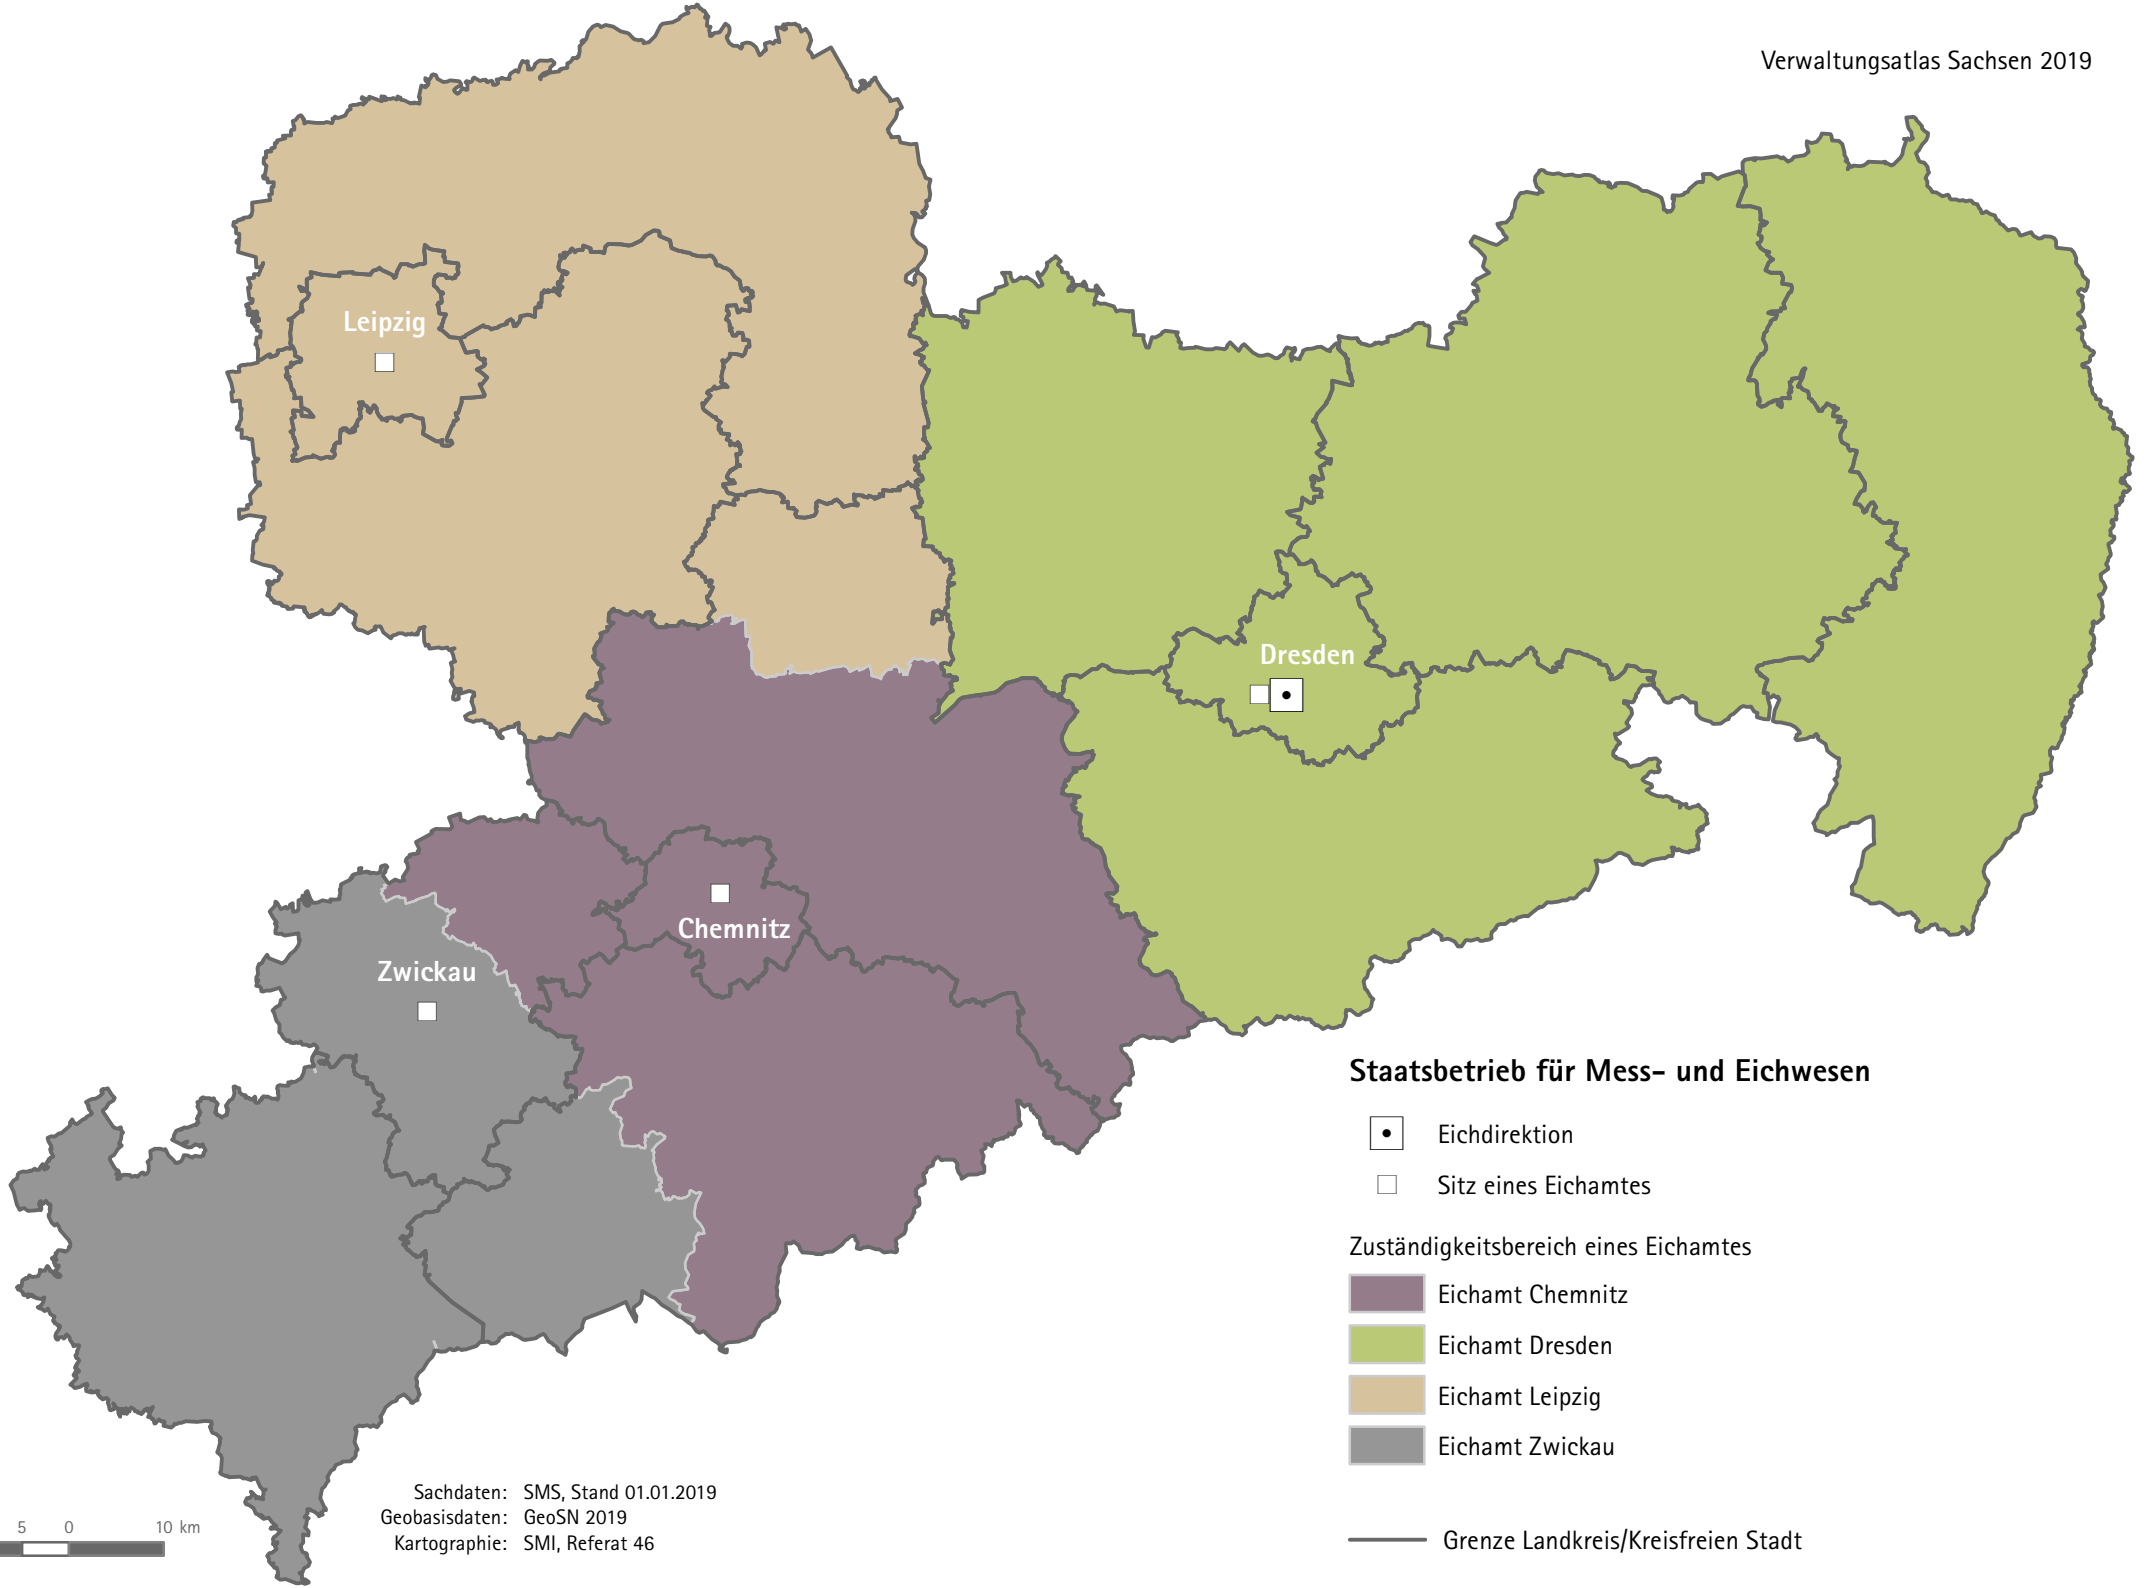 Verwaltungsatlas Sachsen 2019
Leipzig
Dresden
Chemnitz
Zwickau
Staatsbetrieb für Mess- und Eichwesen
Eichdirektion
Sitz eines Eichamtes
Zuständigkeitsbereich eines Eichamtes
Eichamt Chemnitz
Eichamt Dresden
Eichamt Leipzig
Eichamt Zwickau
Grenze Landkreis/Kreisfreien Stadt
Sachdaten: SMS, Stand 01.01.2019
Geobasisdaten: GeoSN 2019
Kartographie: SMI, Referat 46
5 0 10 km